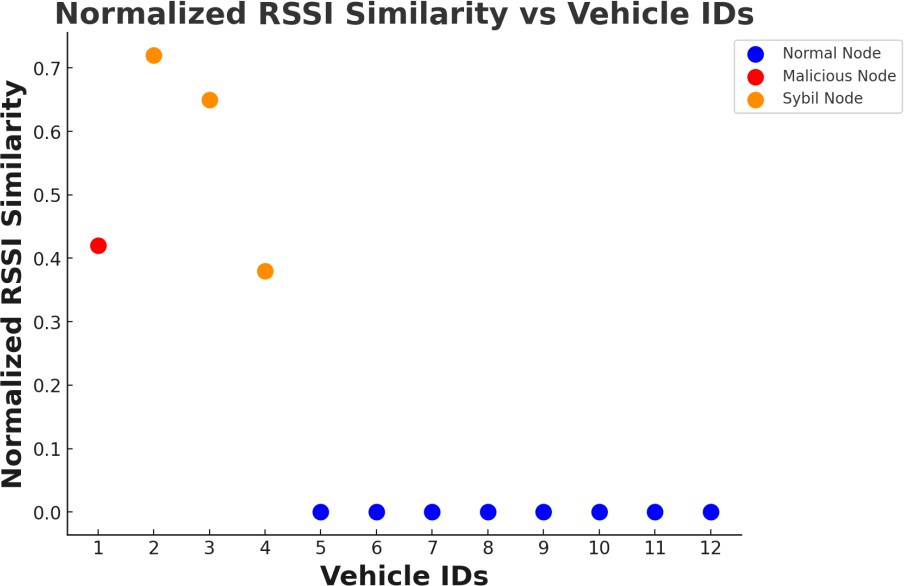 Normalized RSSI Similarity vs Vehicle IDs
Normal Node
Malicious Node
Sybil Node
Normalized RSSI Similarity
0.7
0.6
0.5
0.4
0.3
0.2
0.1
0.0
1 2 3 4 5 6 7 8 9 10 11 12
Vehicle IDs